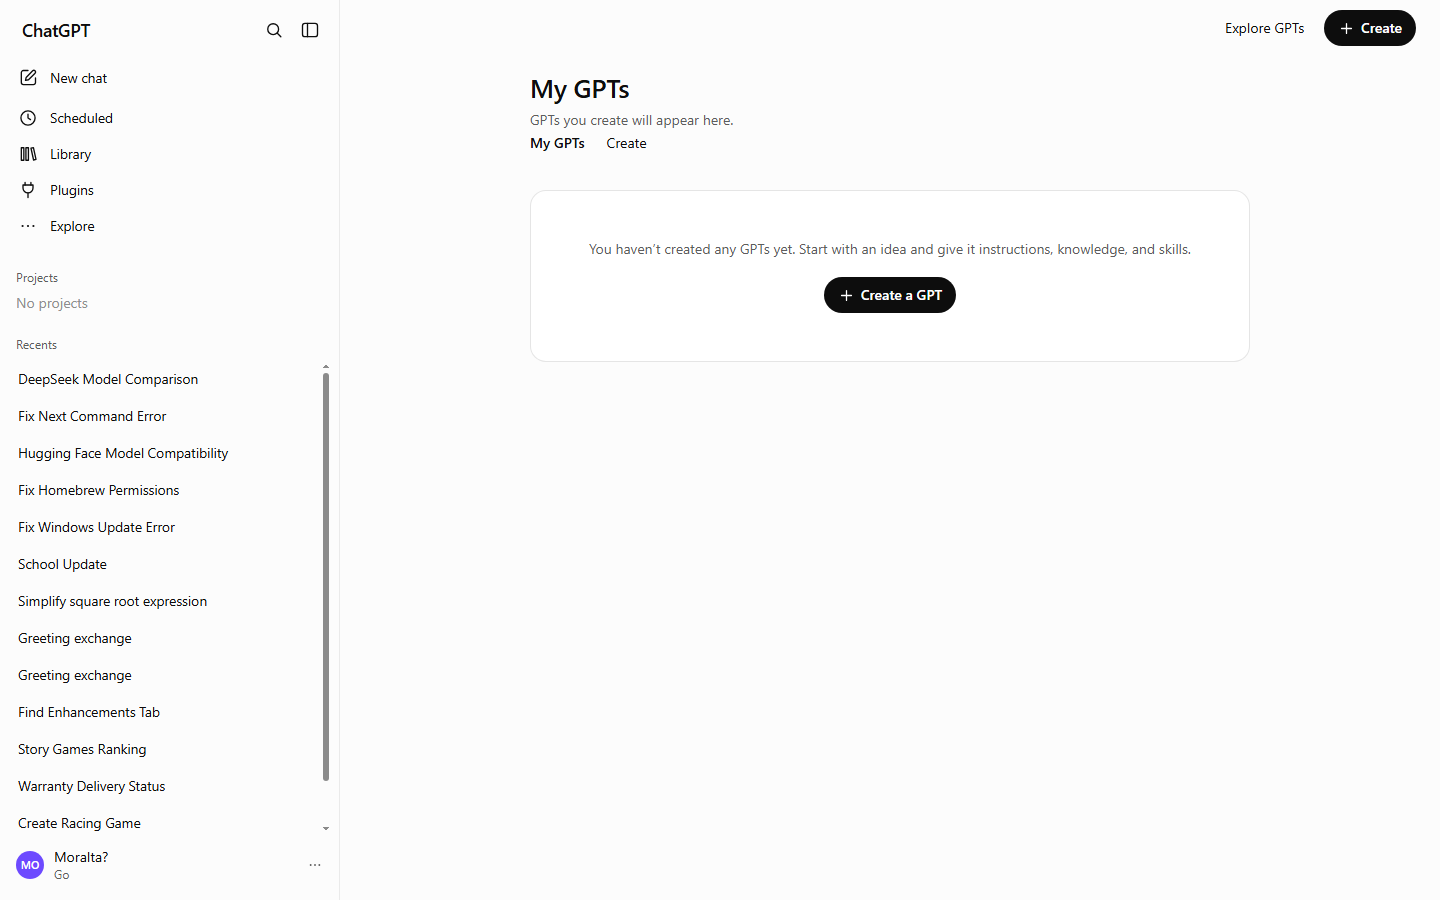 ChatGPT
New chat
Scheduled
Library
Plugins
Explore
Projects
No projects
Recents
DeepSeek Model Comparison
Fix Next Command Error
Hugging Face Model Compatibility
Fix Homebrew Permissions
Fix Windows Update Error
School Update
Simplify square root expression
Greeting exchange
Greeting exchange
Find Enhancements Tab
Story Games Ranking
Warranty Delivery Status
Create Racing Game
MO
Moralta?
Go
Explore GPTs
Create
My GPTs
GPTs you create will appear here.
My GPTs Create
You haven’t created any GPTs yet. Start with an idea and give it instructions, knowledge, and skills.
Create a GPT